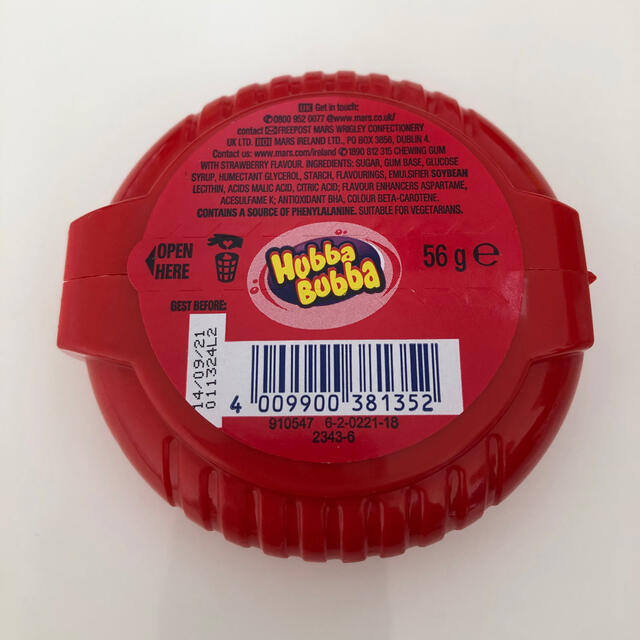 UK Get in touch:
0800 952 0077 @www.mars.co.uk/
contact FREEPOST MARS WRIGLEY CONFECTIONERY
UK LTD. ROI MARS IRELAND LTD., PO BOX 3856, DUBLIN 4.
Contact us: www.mars.com/ireland 1890 812 315 CHEWING GUM
WITH STRAWBERRY FLAVOUR. INGREDIENTS: SUGAR, GUM BASE, GLUCOSE
SYRUP, HUMECTANT GLYCEROL, STARCH, FLAVOURINGS, EMULSIFIER SOYBEAN
LECITHIN, ACIDS MALIC ACID, CITRIC ACID; FLAVOUR ENHANCERS ASPARTAME,
ACESULFAME K; ANTIOXIDANT BHA, COLOUR BETA-CAROTENE.
CONTAINS A SOURCE OF PHENYLALANINE. SUITABLE FOR VEGETARIANS.
OPEN
HERE
Hubba
Bubba
56 g e
BEST BEFORE:
14/09/21
011324L2
4 009900 381352
910547 6-2-0221-18
2343-6